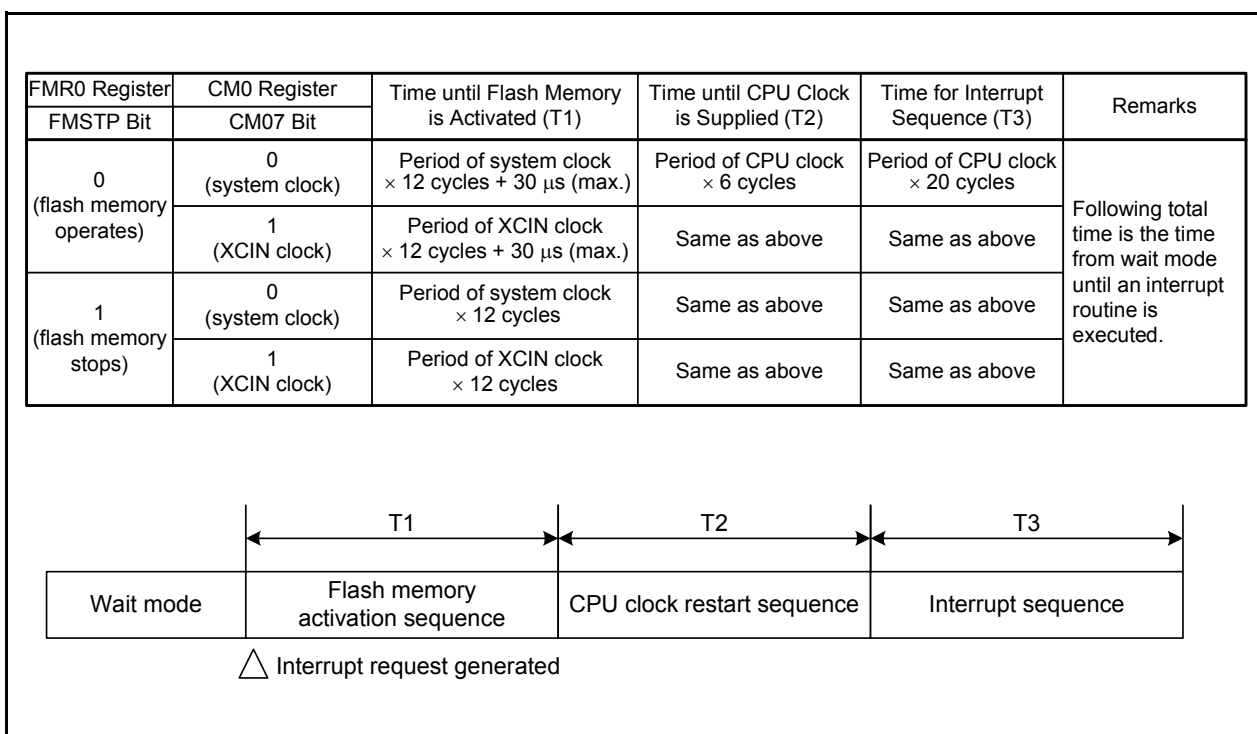 FMR0 Register
CM0 Register
Time until Flash Memory
is Activated (T1)
Time until CPU Clock
is Supplied (T2)
Time for Interrupt
Sequence (T3)
Remarks
FMSTP Bit
CM07 Bit
0
(flash memory
operates)
0
(system clock)
Period of system clock
× 12 cycles + 30 μs (max.)
Period of CPU clock
× 6 cycles
Period of CPU clock
× 20 cycles
Following total
time is the time
from wait mode
until an interrupt
routine is
executed.
1
(XCIN clock)
Period of XCIN clock
× 12 cycles + 30 μs (max.)
Same as above
Same as above
1
(flash memory
stops)
0
(system clock)
Period of system clock
× 12 cycles
Same as above
Same as above
1
(XCIN clock)
Period of XCIN clock
× 12 cycles
Same as above
Same as above
T1
T2
T3
Wait mode
Flash memory
activation sequence
CPU clock restart sequence
Interrupt sequence
Interrupt request generated